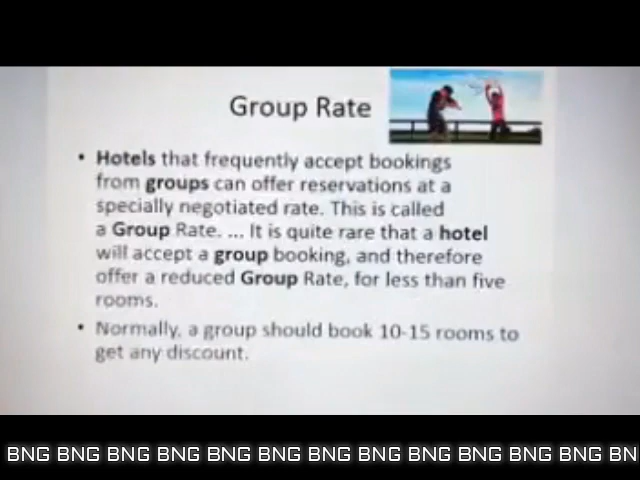 Group Rate
• Hotels that frequently accept bookings
from groups can offer reservations at a
specially negotiated rate. This is called
a Group Rate. ... It is quite rare that a hotel
will accept a group booking, and therefore
offer a reduced Group Rate, for less than five
rooms.
• Normally, a group should book 10-15 rooms to
get any discount.
BNG BNG BNG BNG BNG BNG BNG BNG BNG BNG BNG BNG BN